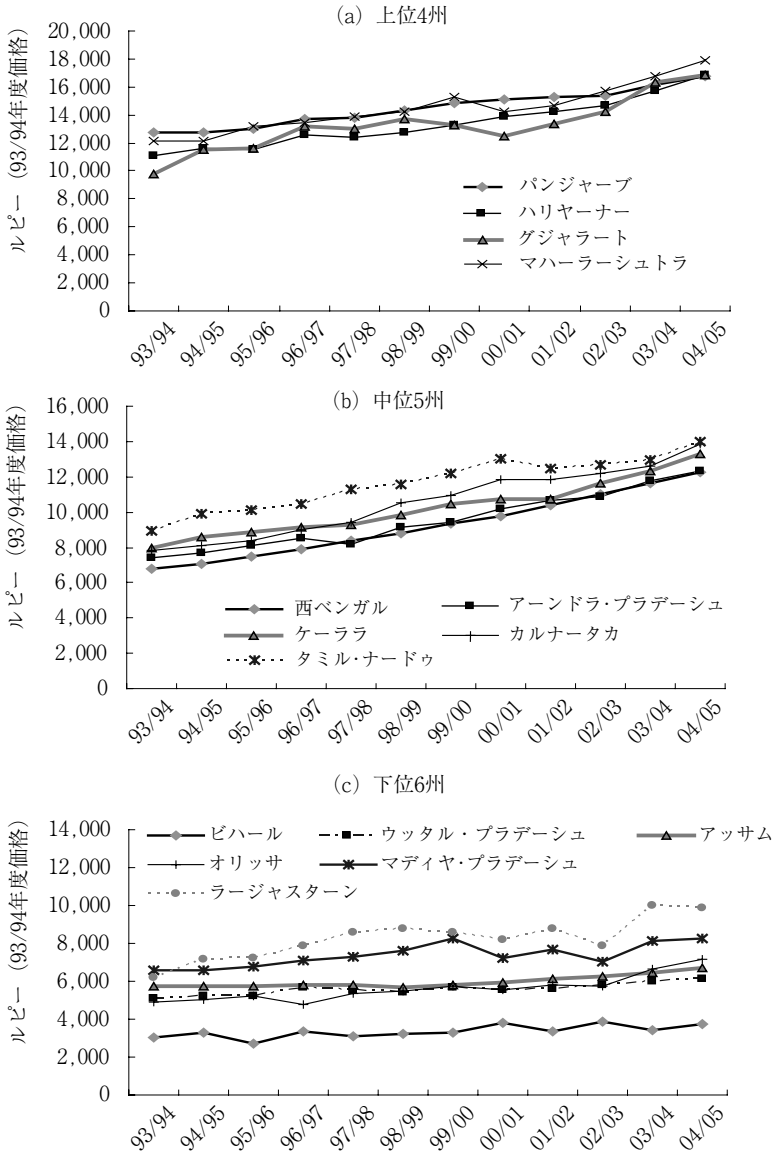 (a) 上位4州
ルピー (93/94年度価格)
20,000
18,000
16,000
14,000
12,000
10,000
8,000
6,000
4,000
2,000
0
パンジャーブ
ハリヤーナー
グジャラート
マハーラーシュトラ
93/94 94/95 95/96 96/97 97/98 98/99 99/00 00/01 01/02 02/03 03/04 04/05
(b) 中位5州
ルピー (93/94年度価格)
16,000
14,000
12,000
10,000
8,000
6,000
4,000
2,000
0
西ベンガル アーンドラ・プラデーシュ
ケーララ カルナータカ
タミル・ナードゥ
93/94 94/95 95/96 96/97 97/98 98/99 99/00 00/01 01/02 02/03 03/04 04/05
(c) 下位6州
ルピー (93/94年度価格)
14,000
12,000
10,000
8,000
6,000
4,000
2,000
0
ビハール ウッタル・プラデーシュ アッサム
オリッサ マディヤ・プラデーシュ
ラージャスターン
93/94 94/95 95/96 96/97 97/98 98/99 99/00 00/01 01/02 02/03 03/04 04/05